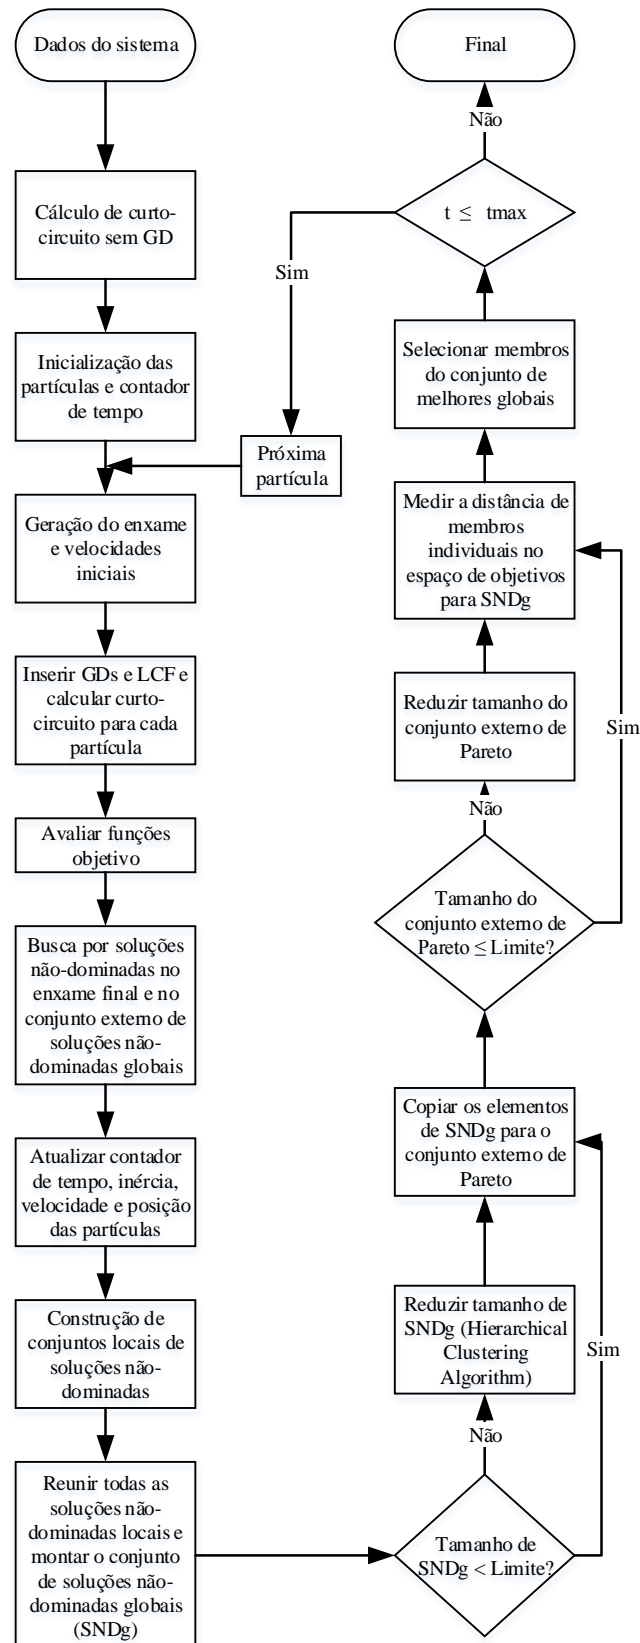 Dados do sistema
Cálculo de curto-
circuito sem GD
Inicialização das
partículas e contador
de tempo
Próxima
partícula
Geração do enxame
e velocidades
iniciais
Inserir GDs e LCF e
calcular curto-
circuito para cada
partícula
Avaliar funções
objetivo
Busca por soluções
não-dominadas no
enxame final e no
conjunto externo de
soluções não-
dominadas globais
Atualizar contador
de tempo, inércia,
velocidade e posição
das partículas
Construção de
conjuntos locais de
soluções não-
dominadas
Reunir todas as
soluções não-
dominadas locais e
montar o conjunto
de soluções não-
dominadas globais
(SNDg)
Tamanho de
SNDg < Limite?
Não
Sim
Reduzir tamanho de
SNDg (Hierarchical
Clustering
Algorithm)
Copiar os elementos
de SNDg para o
conjunto externo de
Pareto
Tamanho do
conjunto externo de
Pareto ≤ Limite?
Não
Sim
Reduzir tamanho do
conjunto externo de
Pareto
Medir a distância de
membros
individuais no
espaço de objetivos
para SNDg
Selecionar membros
do conjunto de
melhores globais
t ≤ tmax
Sim
Não
Final